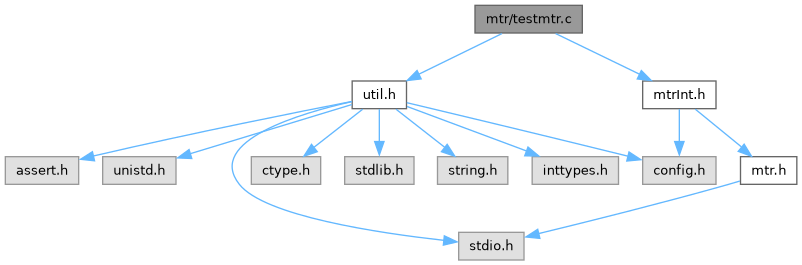 mtr/testmtr.c
util.h
mtrInt.h
assert.h
unistd.h
ctype.h
stdlib.h
string.h
inttypes.h
config.h
mtr.h
stdio.h